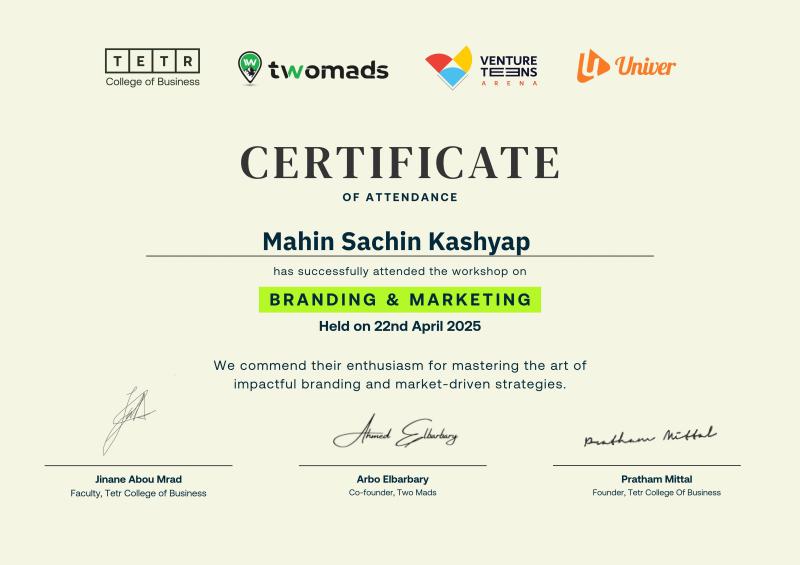 TETR
College of Business
twomads
VENTURE
TEENS
ARENA
Univer
CERTIFICATE
OF ATTENDANCE
Mahin Sachin Kashyap
has successfully attended the workshop on
BRANDING & MARKETING
Held on 22nd April 2025
We commend their enthusiasm for mastering the art of
impactful branding and market-driven strategies.
Ahmed Elbarbary
Pratham Mittal
Jinane Abou Mrad
Arbo Elbarbary
Pratham Mittal
Faculty, Tetr College of Business
Co-founder, Two Mads
Founder, Tetr College Of Business